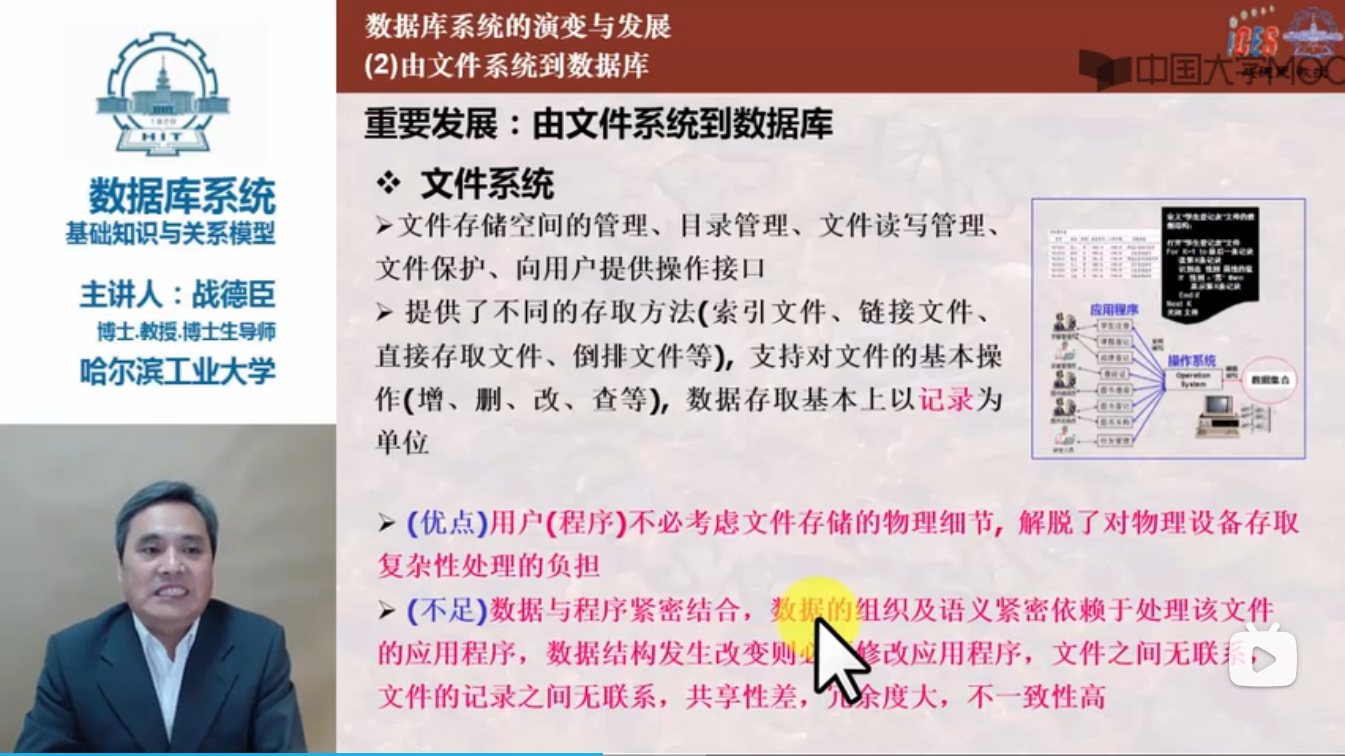 1920
HIT
数据库系统
基础知识与关系模型
主讲人：战德臣
博士.教授.博士生导师
哈尔滨工业大学
数据库系统的演变与发展
(2)由文件系统到数据库
ICES
中国大学MOC
重要发展：由文件系统到数据库
❖ 文件系统
➢文件存储空间的管理、目录管理、文件读写管理、
文件保护、向用户提供操作接口
➢ 提供了不同的存取方法(索引文件、链接文件、
直接存取文件、倒排文件等), 支持对文件的基本操
作(增、删、改、查等), 数据存取基本上以记录为
单位
应用程序
操作系统
Operation
System
数据集合
➢ (优点)用户(程序)不必考虑文件存储的物理细节, 解脱了对物理设备存取
复杂性处理的负担
➢ (不足)数据与程序紧密结合，数据的组织及语义紧密依赖于处理该文件
的应用程序，数据结构发生改变则必 修改应用程序，文件之间无联系，
文件的记录之间无联系，共享性差，冗余度大，不一致性高